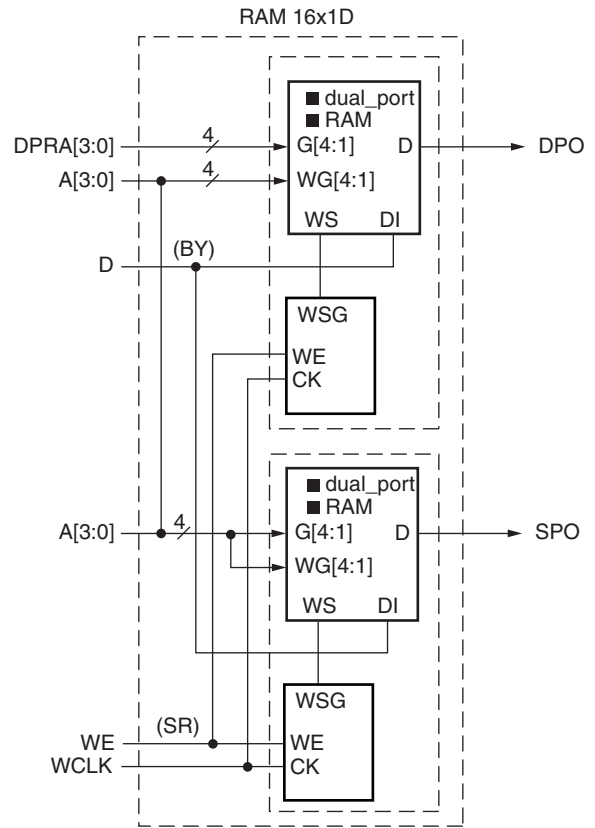 RAM 16x1D
dual_port
RAM
DPRA[3:0]
4
G[4:1]
D
DPO
A[3:0]
4
WG[4:1]
WS
DI
D
(BY)
WSG
WE
CK
dual_port
RAM
A[3:0]
4
G[4:1]
D
SPO
WG[4:1]
WS
DI
WSG
WE
(SR)
WE
WCLK
CK